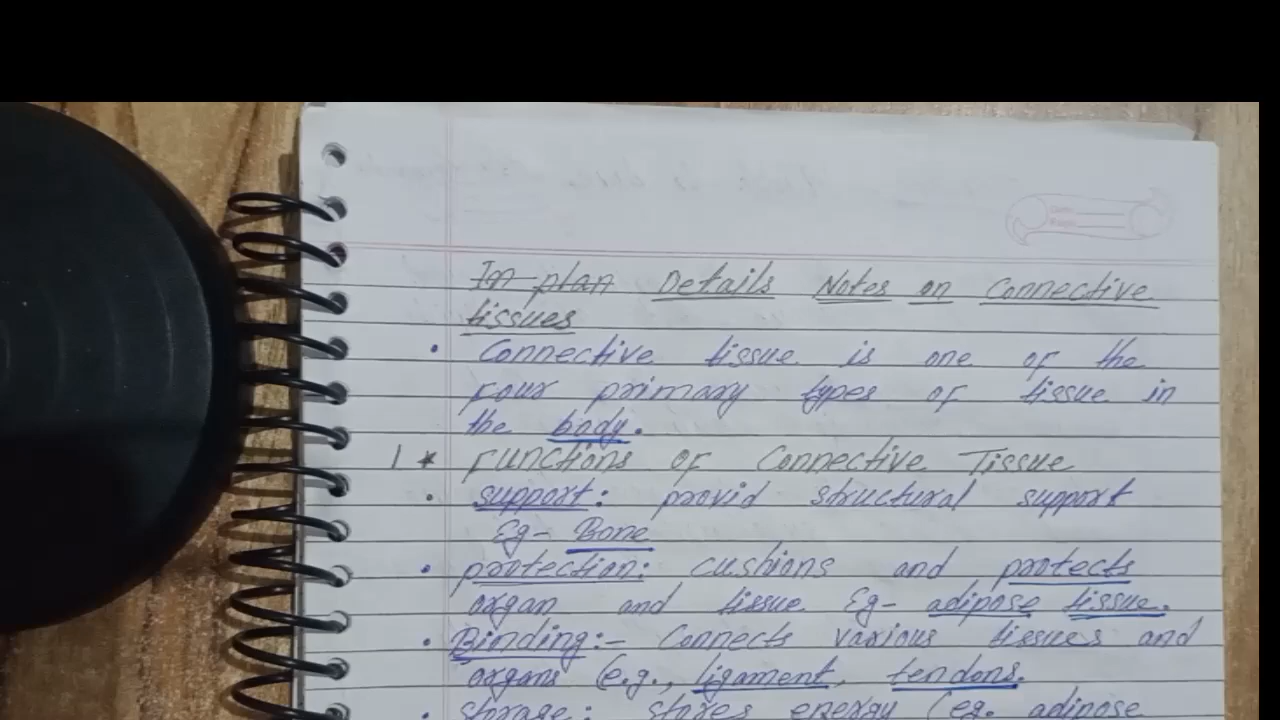 In plan Details Notes on Connective
tissues
• Connective tissue is one of the
four primary types of tissue in
the body.
1 * Functions of Connective Tissue
• support: provid structural support
Eg- Bone
• protection: cushions and protects
organ and tissue Eg- adipose tissue.
• Binding:- Connects various tissues and
organs (e.g., ligament, tendons.
• storage: stores energy (eg. adipose